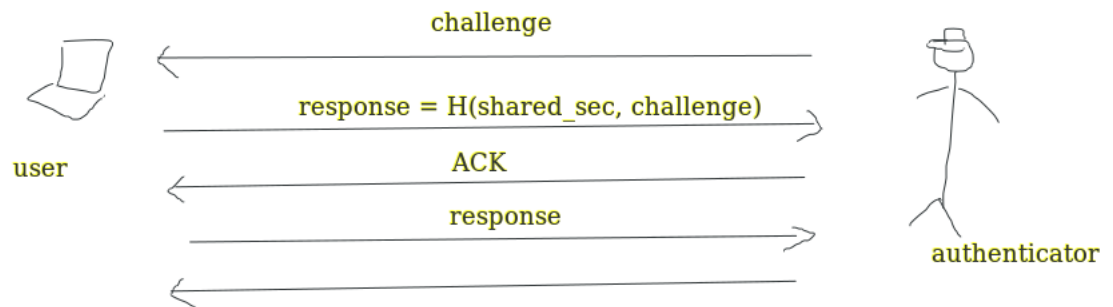 challenge
response = H(shared_sec, challenge)
user
ACK
response
authenticator